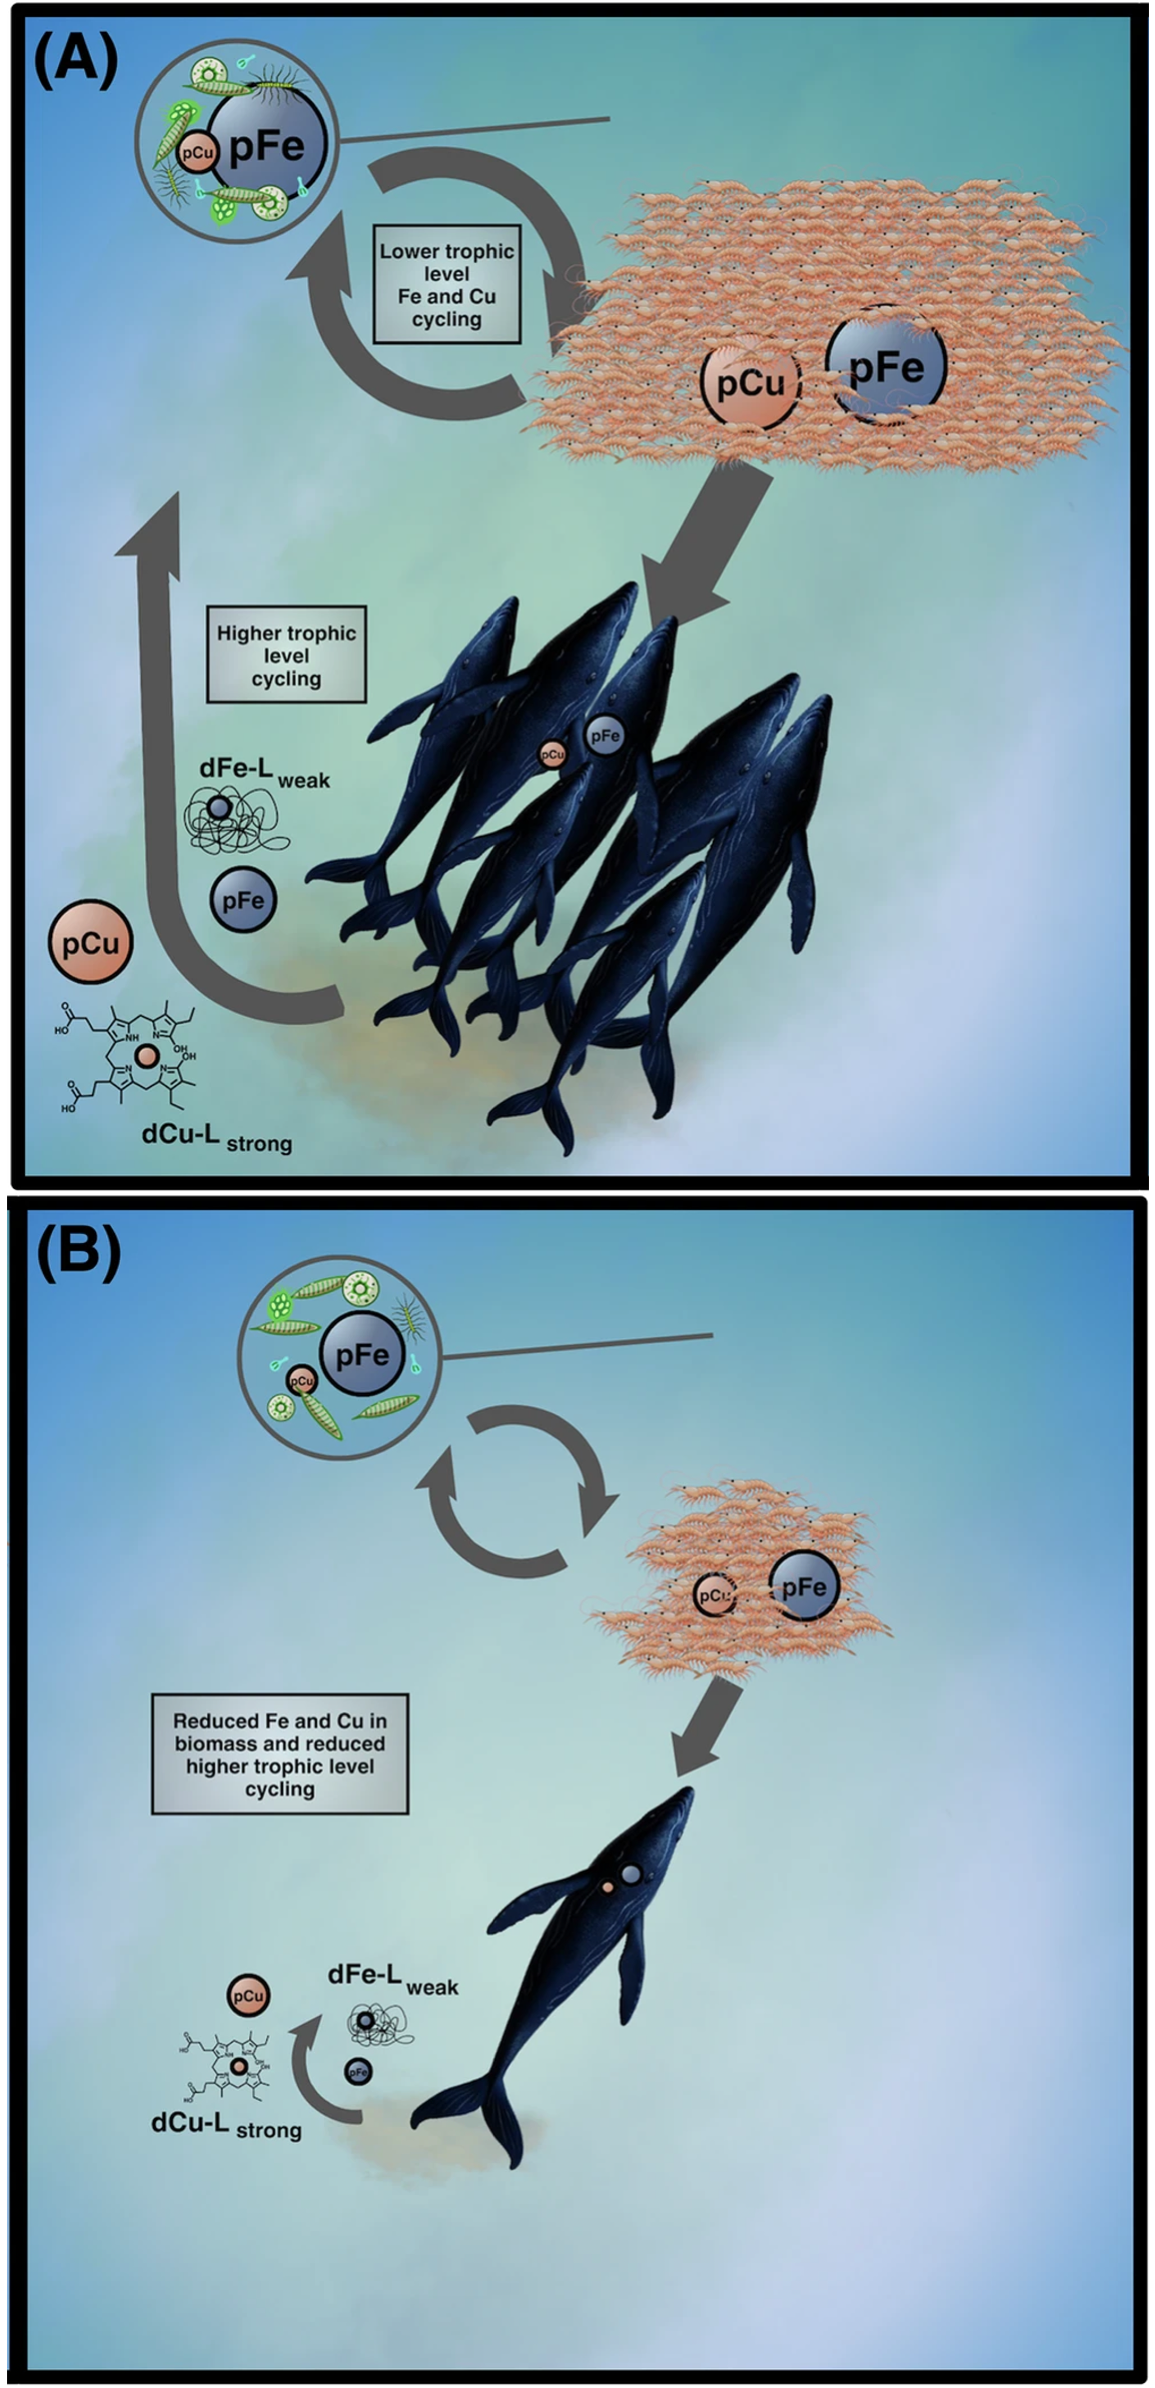 (A)
pCu
pFe
Lower trophic
level
Fe and Cu
cycling
pCu
pFe
Higher trophic
level
cycling
pCu
pFe
dFe-L weak
pFe
pCu
O
HO
NH
N
OH
OH
N
N
O
HO
dCu-L strong
(B)
pFe
pCu
pCu
pFe
Reduced Fe and Cu in
biomass and reduced
higher trophic level
cycling
dFe-L weak
pCu
pFe
dCu-L strong